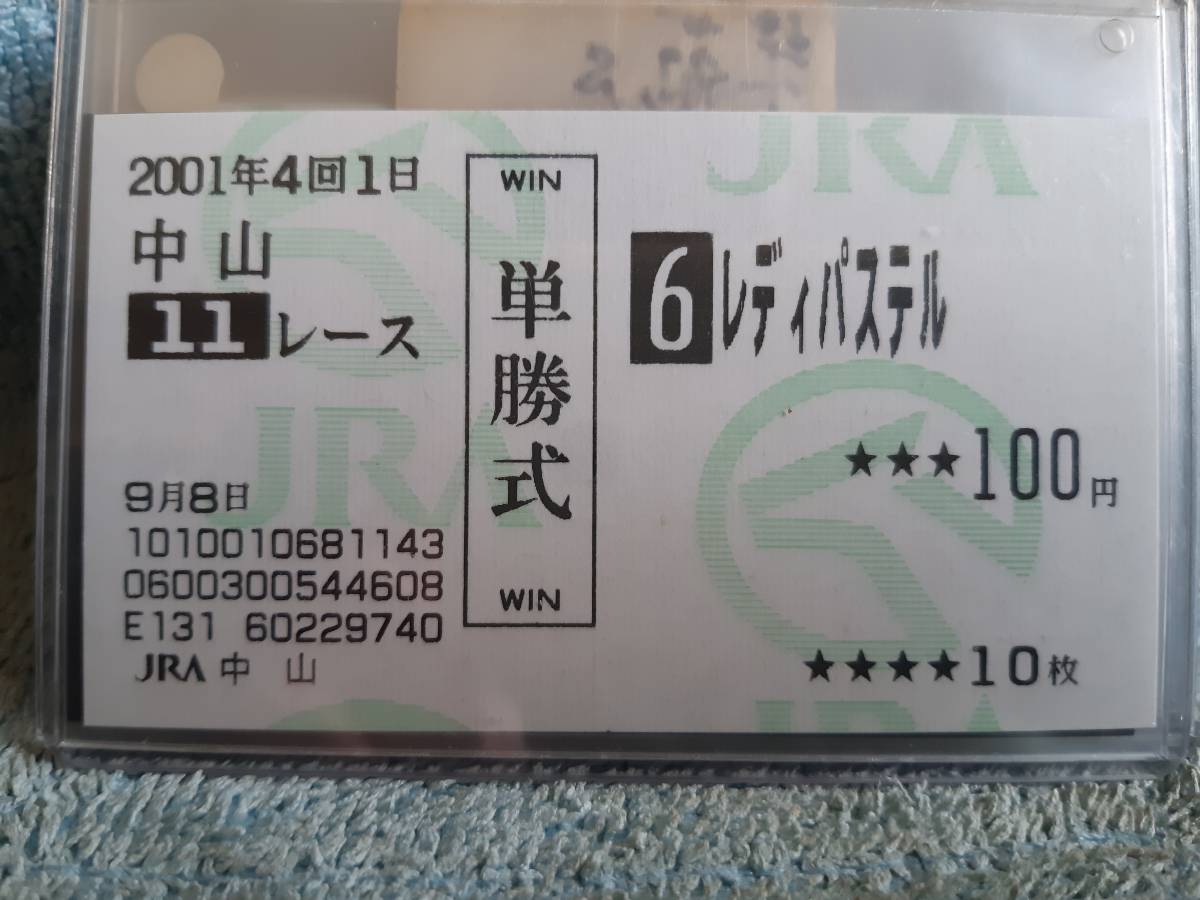 2001年4回1日
中山
11レース
9月8日
1010010681143
0600300544608
E131 60229740
JRA 中 山
WIN
単勝式
WIN
6 レディパステル
★★★100円
★★★★10枚
JRA
JRA
JRA